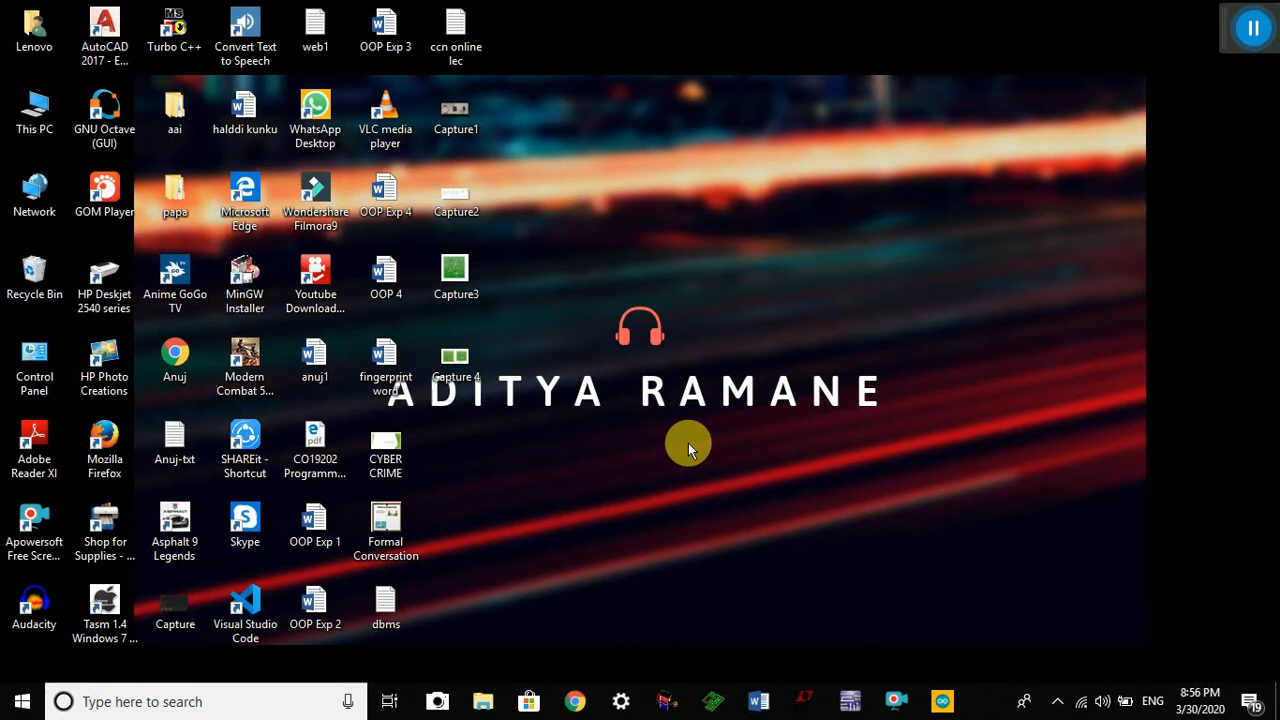 Lenovo
AutoCAD
2017 - E...
MS
Turbo C++
Convert Text
to Speech
web1
OOP Exp 3
ccn online
lec
This PC
GNU Octave
(GUI)
aai
halddi kunku
WhatsApp
Desktop
VLC media
player
Capture1
Network
GOM Player
papa
Microsoft
Edge
Wondershare
Filmora9
OOP Exp 4
Capture2
Recycle Bin
HP Deskjet
2540 series
Anime GoGo
TV
MinGW
Installer
Youtube
Download...
OOP 4
Capture3
Control
Panel
HP Photo
Creations
Anuj
Modern
Combat 5...
anuj1
fingerprint
word
Capture 4
ADITYA RAMANE
Adobe
Reader XI
Mozilla
Firefox
Anuj-txt
SHAREit -
Shortcut
pdf
CO19202
Programm...
CYBER
CRIME
Apowersoft
Free Scre...
Shop for
Supplies - ...
Asphalt 9
Legends
Skype
OOP Exp 1
Formal
Conversation
Audacity
Tasm 1.4
Windows 7 ...
Capture
Visual Studio
Code
OOP Exp 2
dbms
Type here to search
ENG
8:56 PM
3/30/2020
19